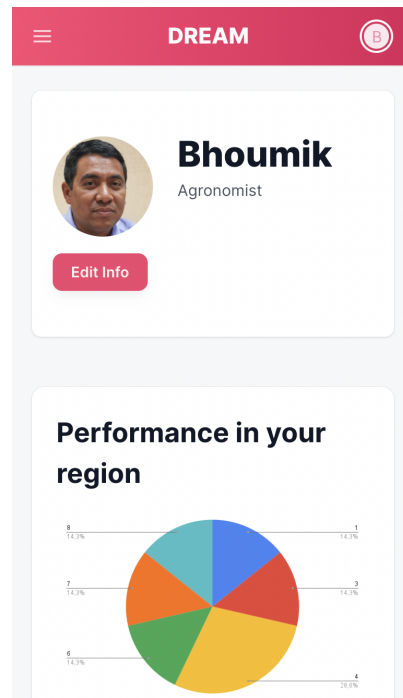 DREAM
B
Bhoumik
Agronomist
Edit Info
Performance in your
region
8
14.3%
1
14.3%
7
14.3%
3
14.3%
6
14.3%
4
28.6%